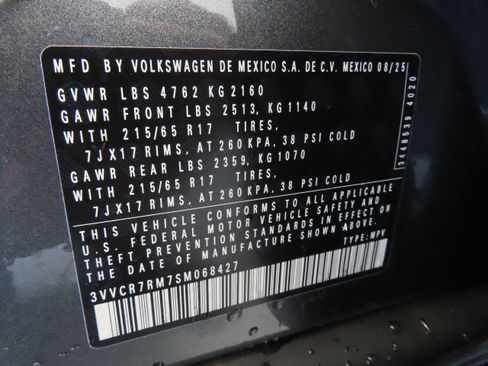 MFD BY VOLKSWAGEN DE MEXICO S.A. DE C.V. MEXICO 08/25
GVWR LBS 4762 KG2160
GAWR FRONT LBS 2513, KG1140
WITH 215/65 R17 TIRES,
7JX17 RIMS, AT 260KPA, 38 PSI COLD
GAWR REAR LBS 2359, KG1070
WITH 215/65 R17 TIRES,
7JX17 RIMS, AT 260KPA, 38 PSI COLD
THIS VEHICLE CONFORMS TO ALL APPLICABLE
U.S. FEDERAL MOTOR VEHICLE SAFETY AND
THEFT PREVENTION STANDARDS IN EFFECT ON
THE DATE OF MANUFACTURE SHOWN ABOVE.
3VVCR7RM7SM068427 TYPE: MPV
3448539 4020